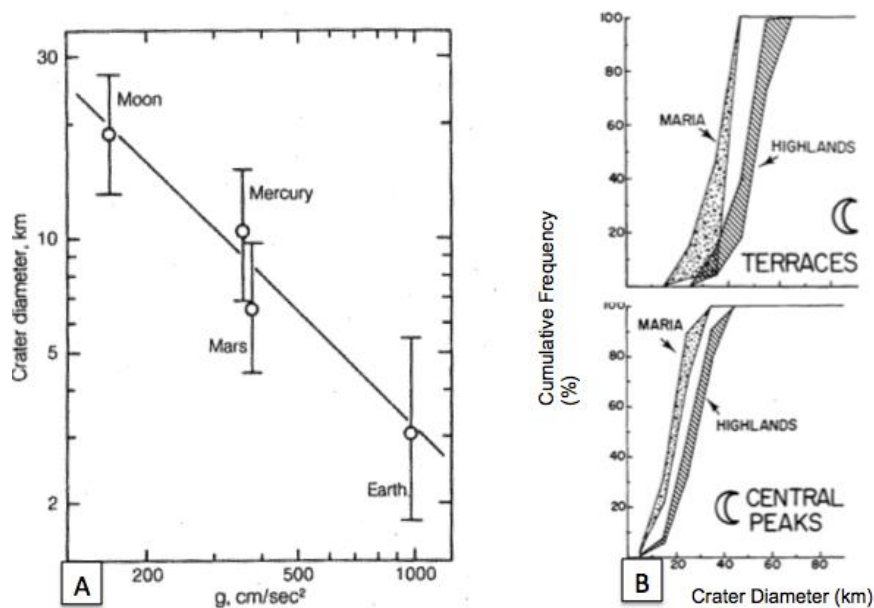 30
10
5
2
Crater diameter, km
Moon
Mercury
Mars
Earth
200
500
1000
g, cm/sec²
A
Cumulative Frequency
(%)
100
80
60
40
20
MARIA
HIGHLANDS
TERRACES
100
80
60
40
20
MARIA
HIGHLANDS
CENTRAL
PEAKS
20
40
60
80
B
Crater Diameter (km)